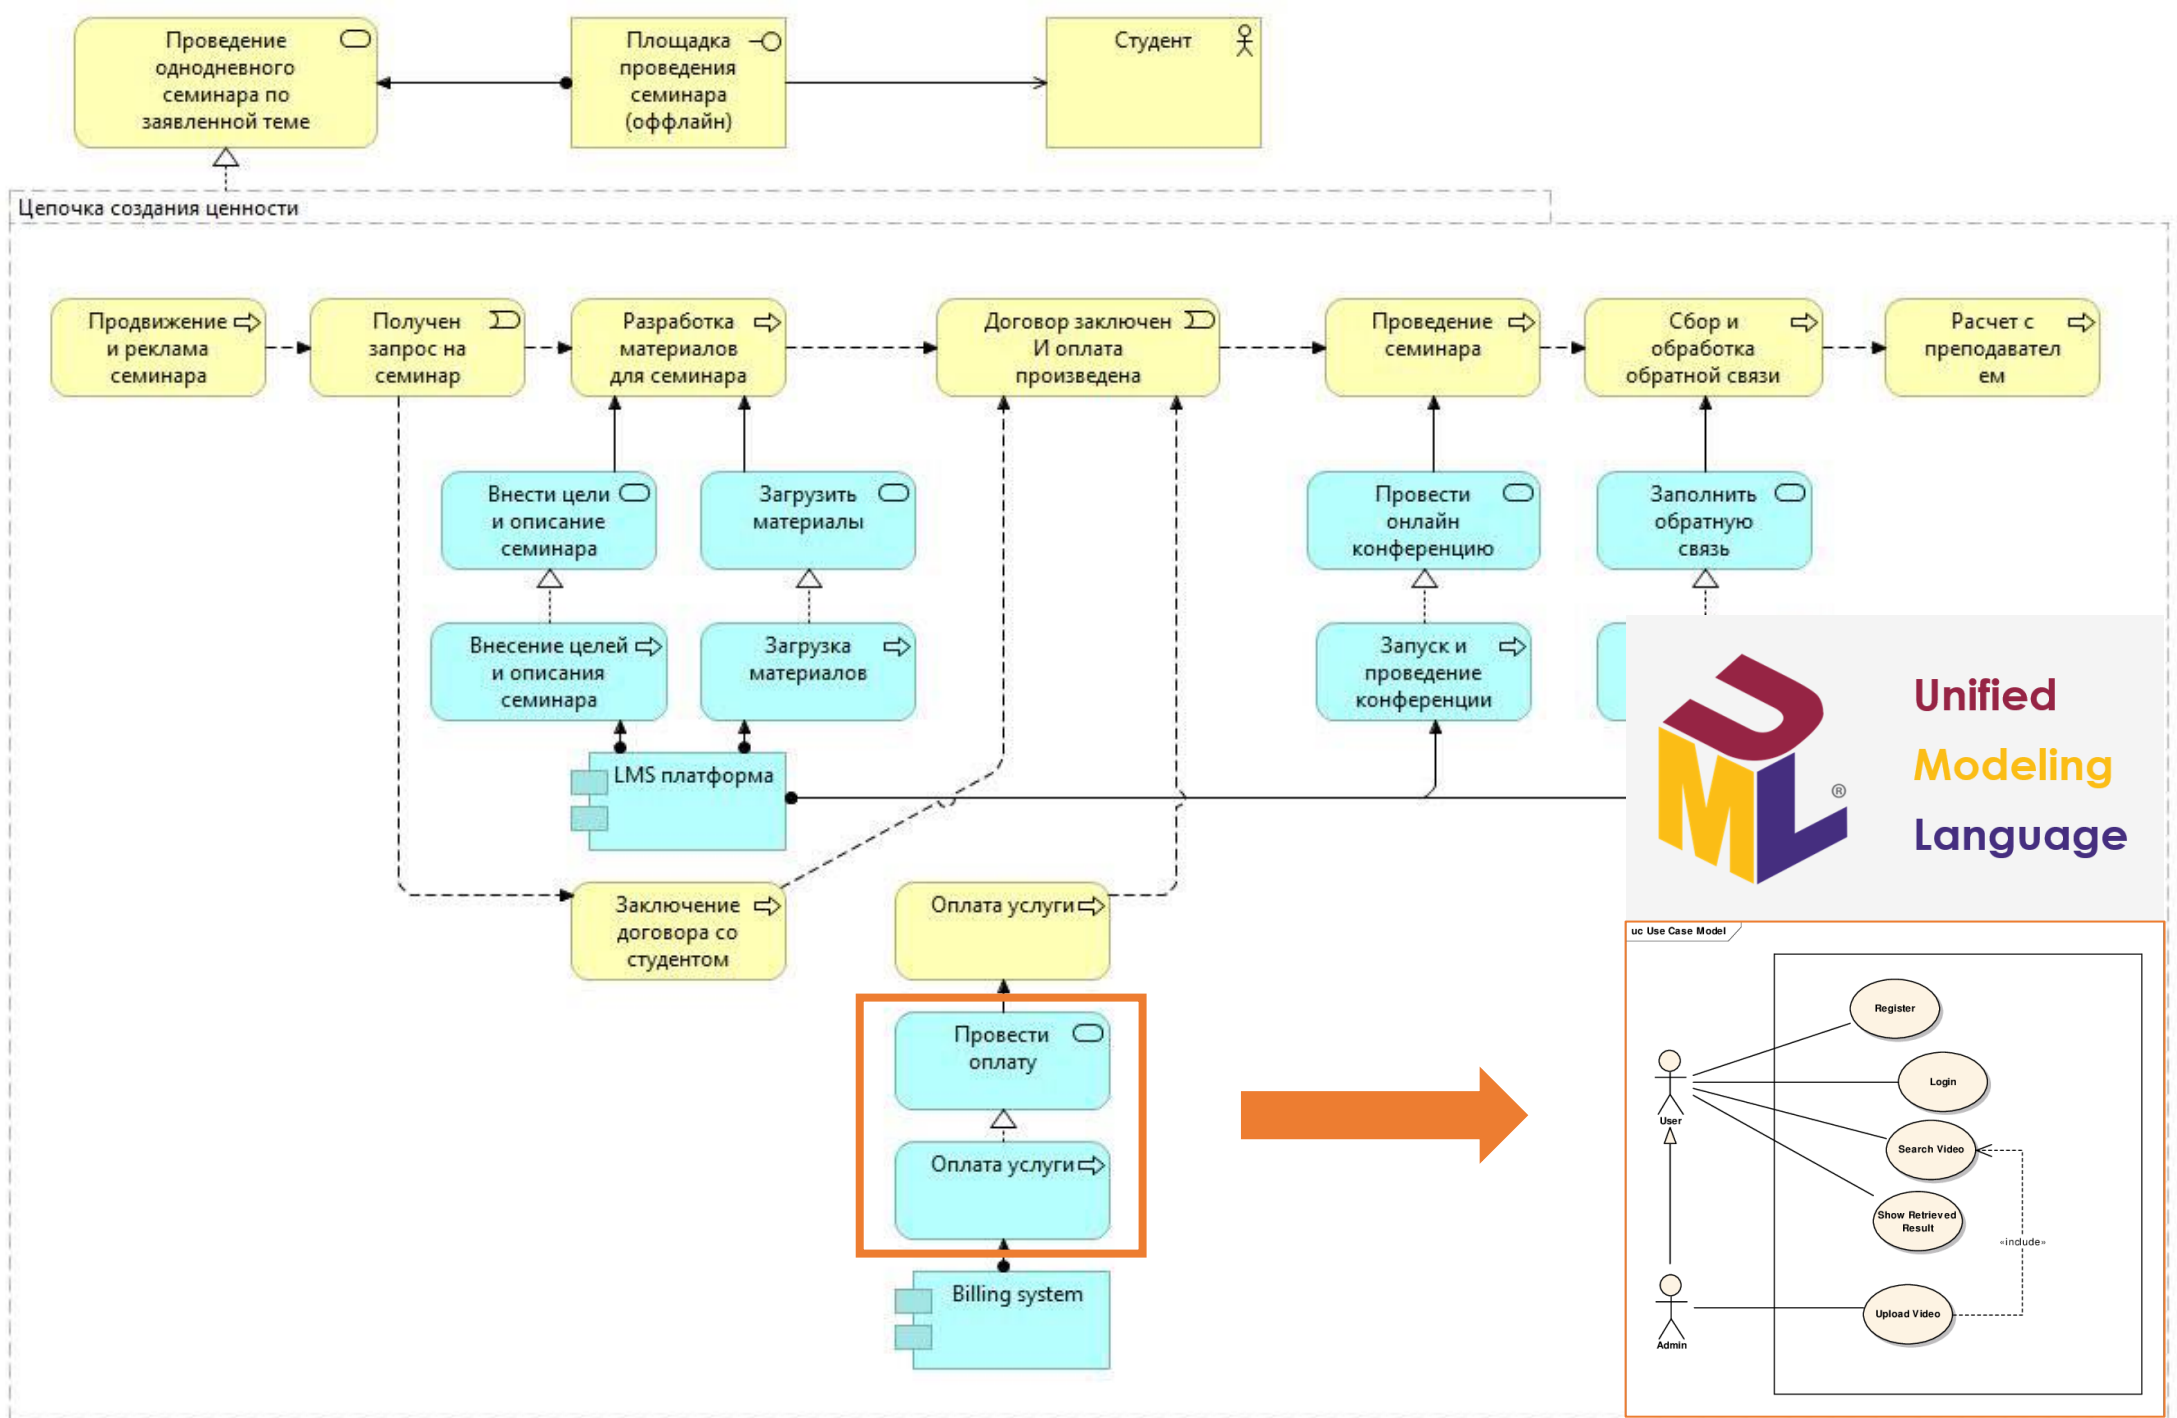 Проведение
однодневного
семинара по
заявленной теме
Площадка
проведения
семинара
(оффлайн)
Студент
Цепочка создания ценности
Продвижение
и реклама
семинара
Получен
запрос на
семинар
Разработка
материалов
для семинара
Договор заключен
И оплата
произведена
Проведение
семинара
Сбор и
обработка
обратной связи
Расчет с
преподавател
ем
Внести цели
и описание
семинара
Загрузить
материалы
Провести
онлайн
конференцию
Заполнить
обратную
связь
Внесение целей
и описания
семинара
Загрузка
материалов
Запуск и
проведение
конференции
LMS платформа
UML ®
Unified
Modeling
Language
Заключение
договора со
студентом
Оплата услуги
Провести
оплату
Оплата услуги
Billing system
uc Use Case Model
Register
Login
User
Search Video
Show Retrieved
Result
«include»
Upload Video
Admin